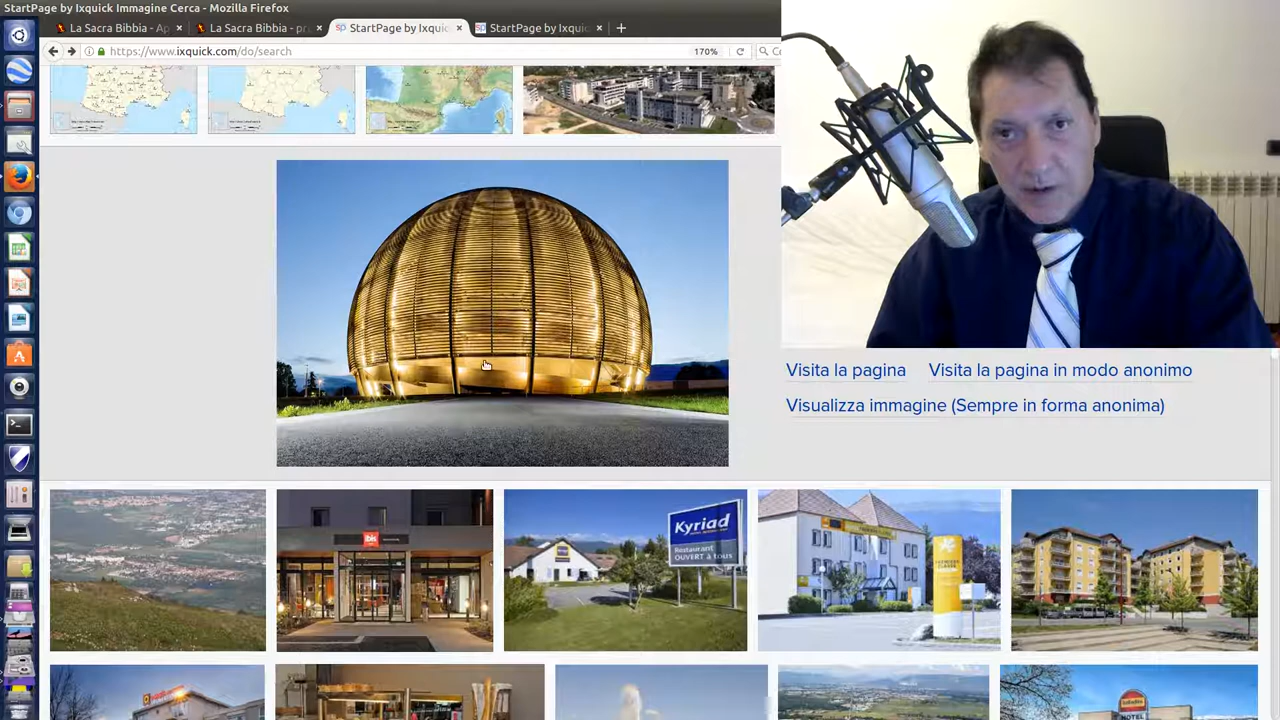 StartPage by Ixquick Immagine Cerca - Mozilla Firefox
La Sacra Bibbia - Ap
La Sacra Bibbia - pr
StartPage by Ixquic
StartPage by Ixquic
https://www.ixquick.com/do/search
170%
Visita la pagina
Visita la pagina in modo anonimo
Visualizza immagine (Sempre in forma anonima)
ibis
Kyriad
Restaurant
OUVERT à tous
HOTEL